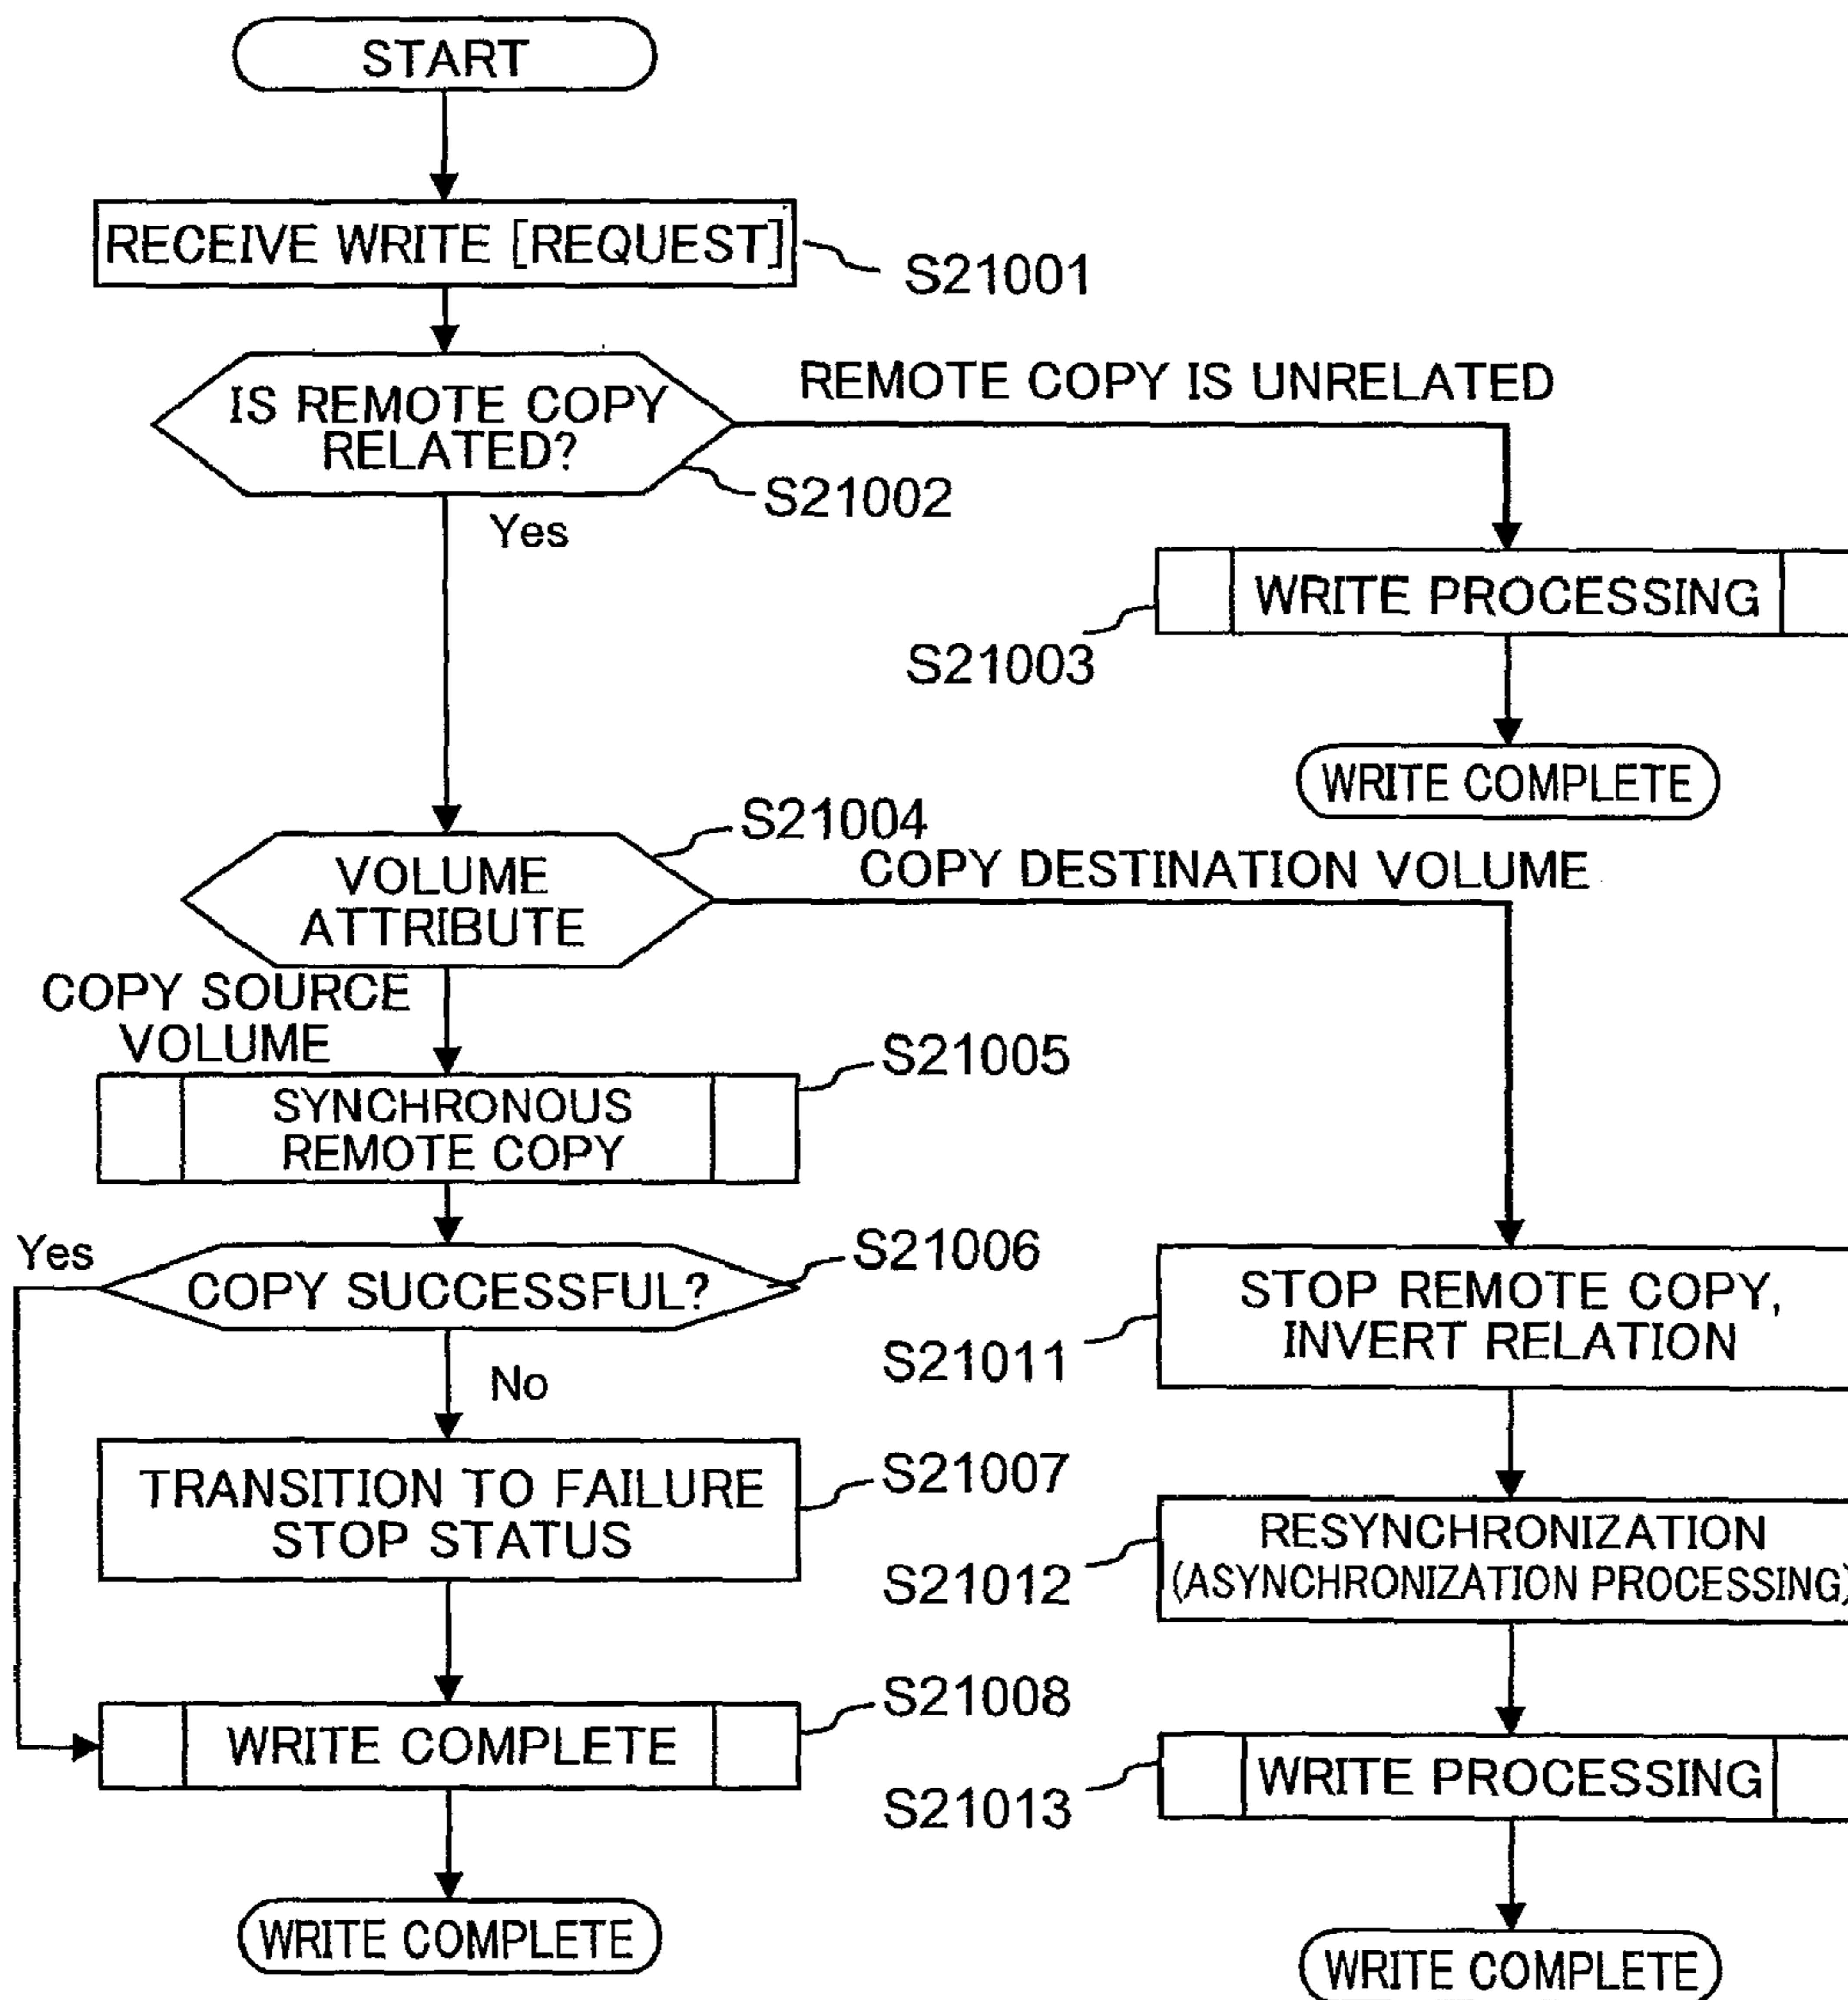 START
RECEIVE WRITE [REQUEST]
S21001
IS REMOTE COPY
RELATED?
S21002
REMOTE COPY IS UNRELATED
Yes
WRITE PROCESSING
S21003
WRITE COMPLETE
S21004
VOLUME
ATTRIBUTE
COPY DESTINATION VOLUME
COPY SOURCE
VOLUME
S21005
SYNCHRONOUS
REMOTE COPY
Yes
S21006
COPY SUCCESSFUL?
No
S21007
TRANSITION TO FAILURE
STOP STATUS
S21008
WRITE COMPLETE
WRITE COMPLETE
STOP REMOTE COPY,
INVERT RELATION
S21011
RESYNCHRONIZATION
(ASYNCHRONIZATION PROCESSING)
S21012
WRITE PROCESSING
S21013
WRITE COMPLETE